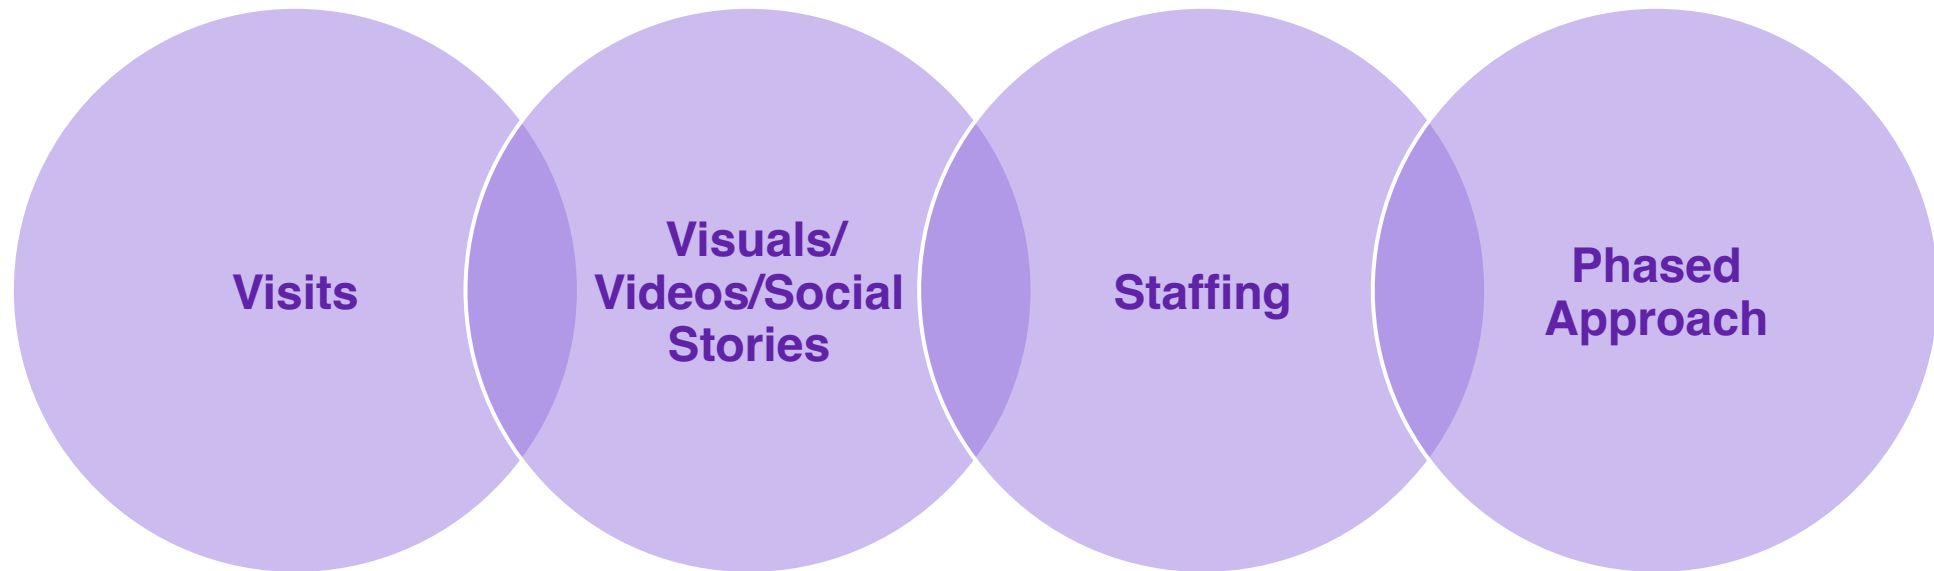 Visits
Visuals/
Videos/Social
Stories
Staffing
Phased
Approach